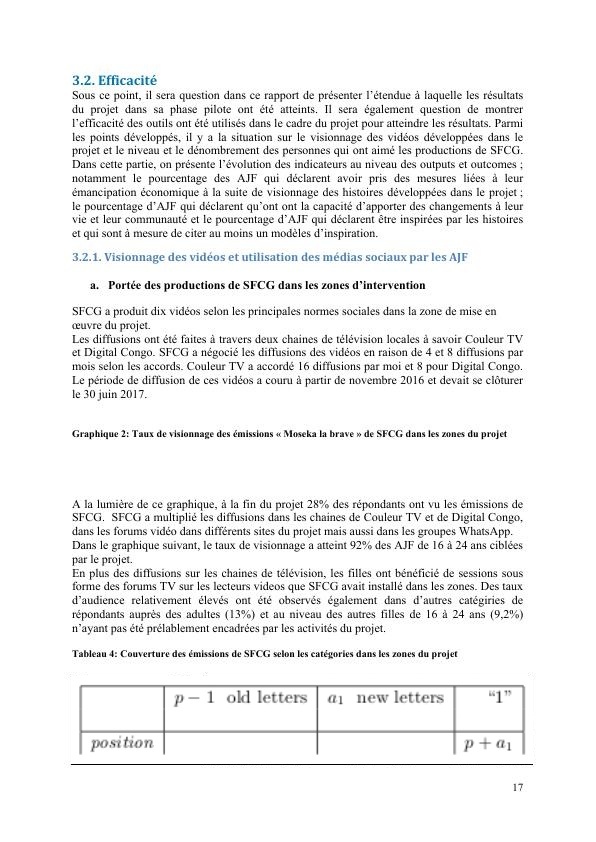 3.2. Efficacité
Sous ce point, il sera question dans ce rapport de présenter l’étendue à laquelle les résultats
du projet dans sa phase pilote ont été atteints. Il sera également question de montrer
l’efficacité des outils ont été utilisés dans le cadre du projet pour atteindre les résultats. Parmi
les points développés, il y a la situation sur le visionnage des vidéos développées dans le
projet et le niveau et le dénombrement des personnes qui ont aimé les productions de SFCG.
Dans cette partie, on présente l’évolution des indicateurs au niveau des outputs et outcomes ;
notamment le pourcentage des AJF qui déclarent avoir pris des mesures liées à leur
émancipation économique à la suite de visionnage des histoires développées dans le projet ;
le pourcentage d’AJF qui déclarent qu’ont ont la capacité d’apporter des changements à leur
vie et leur communauté et le pourcentage d’AJF qui déclarent être inspirées par les histoires
et qui sont à mesure de citer au moins un modèles d’inspiration.
3.2.1. Visionnage des vidéos et utilisation des médias sociaux par les AJF
a. Portée des productions de SFCG dans les zones d’intervention
SFCG a produit dix vidéos selon les principales normes sociales dans la zone de mise en
œuvre du projet.
Les diffusions ont été faites à travers deux chaines de télévision locales à savoir Couleur TV
et Digital Congo. SFCG a négocié les diffusions des vidéos en raison de 4 et 8 diffusions par
mois selon les accords. Couleur TV a accordé 16 diffusions par moi et 8 pour Digital Congo.
Le période de diffusion de ces vidéos a couru à partir de novembre 2016 et devait se clôturer
le 30 juin 2017.
Graphique 2: Taux de visionnage des émissions « Moseka la brave » de SFCG dans les zones du projet
A la lumière de ce graphique, à la fin du projet 28% des répondants ont vu les émissions de
SFCG. SFCG a multiplié les diffusions dans les chaines de Couleur TV et de Digital Congo,
dans les forums vidéo dans différents sites du projet mais aussi dans les groupes WhatsApp.
Dans le graphique suivant, le taux de visionnage a atteint 92% des AJF de 16 à 24 ans ciblées
par le projet.
En plus des diffusions sur les chaines de télévision, les filles ont bénéficié de sessions sous
forme des forums TV sur les lecteurs videos que SFCG avait installé dans les zones. Des taux
d’audience relativement élevés ont été observés également dans d’autres catégiries de
répondants auprès des adultes (13%) et au niveau des autres filles de 16 à 24 ans (9,2%)
n’ayant pas été prélablement encadrées par les activités du projet.
Tableau 4: Couverture des émissions de SFCG selon les catégories dans les zones du projet
p − 1 old letters a₁ new letters “1”
position p + a₁
17